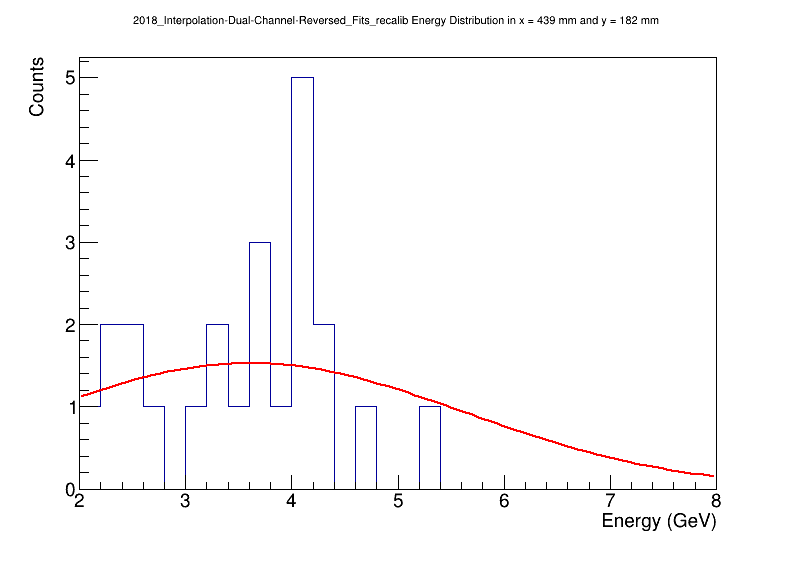 2018_Interpolation-Dual-Channel-Reversed_Fits_recalib Energy Distribution in x = 439 mm and y = 182 mm
Counts
5
4
3
2
1
0
2 3 4 5 6 7 8
Energy (GeV)